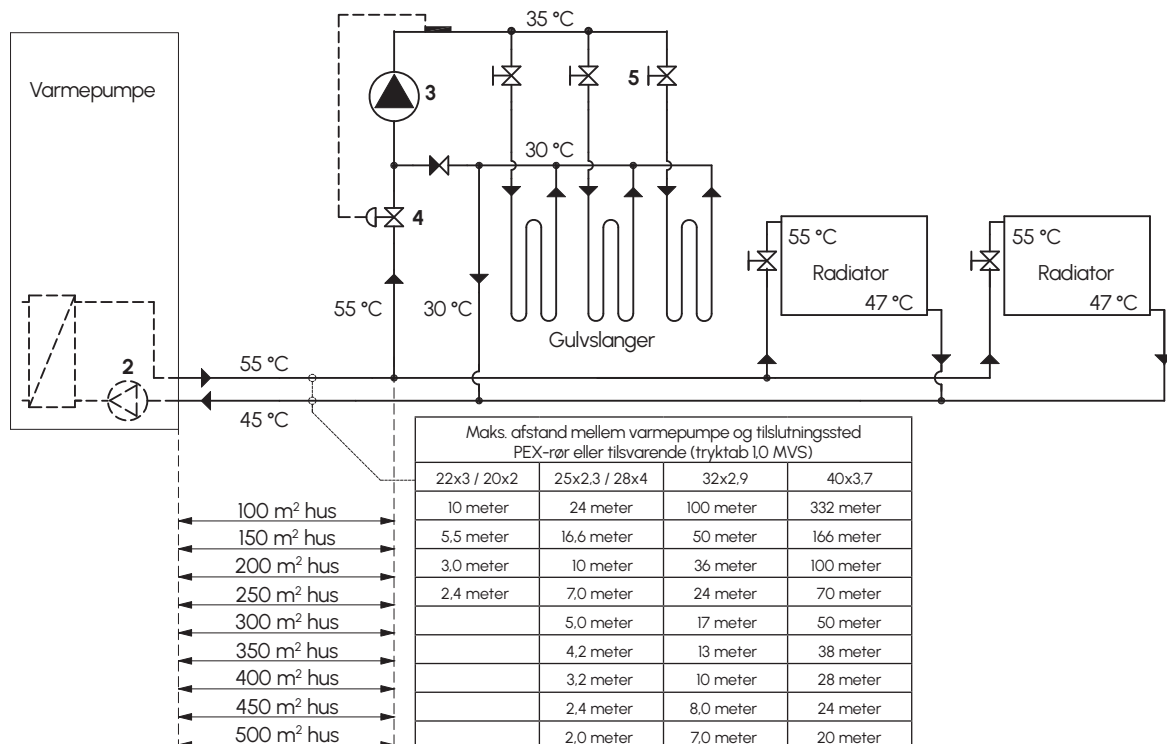 Varmepumpe
35 °C
3
5
30 °C
4
55 °C
30 °C
Gulvslanger
55 °C
Radiator
47 °C
55 °C
Radiator
47 °C
2
55 °C
45 °C
Maks. afstand mellem varmepumpe og tilslutningssted
PEX-rør eller tilsvarende (tryktab 1,0 MVS)
22x3 / 20x2 25x2,3 / 28x4 32x2,9 40x3,7
100 m² hus 10 meter 24 meter 100 meter 332 meter
150 m² hus 5,5 meter 16,6 meter 50 meter 166 meter
200 m² hus 3,0 meter 10 meter 36 meter 100 meter
250 m² hus 2,4 meter 7,0 meter 24 meter 70 meter
300 m² hus 5,0 meter 17 meter 50 meter
350 m² hus 4,2 meter 13 meter 38 meter
400 m² hus 3,2 meter 10 meter 28 meter
450 m² hus 2,4 meter 8,0 meter 24 meter
500 m² hus 2,0 meter 7,0 meter 20 meter